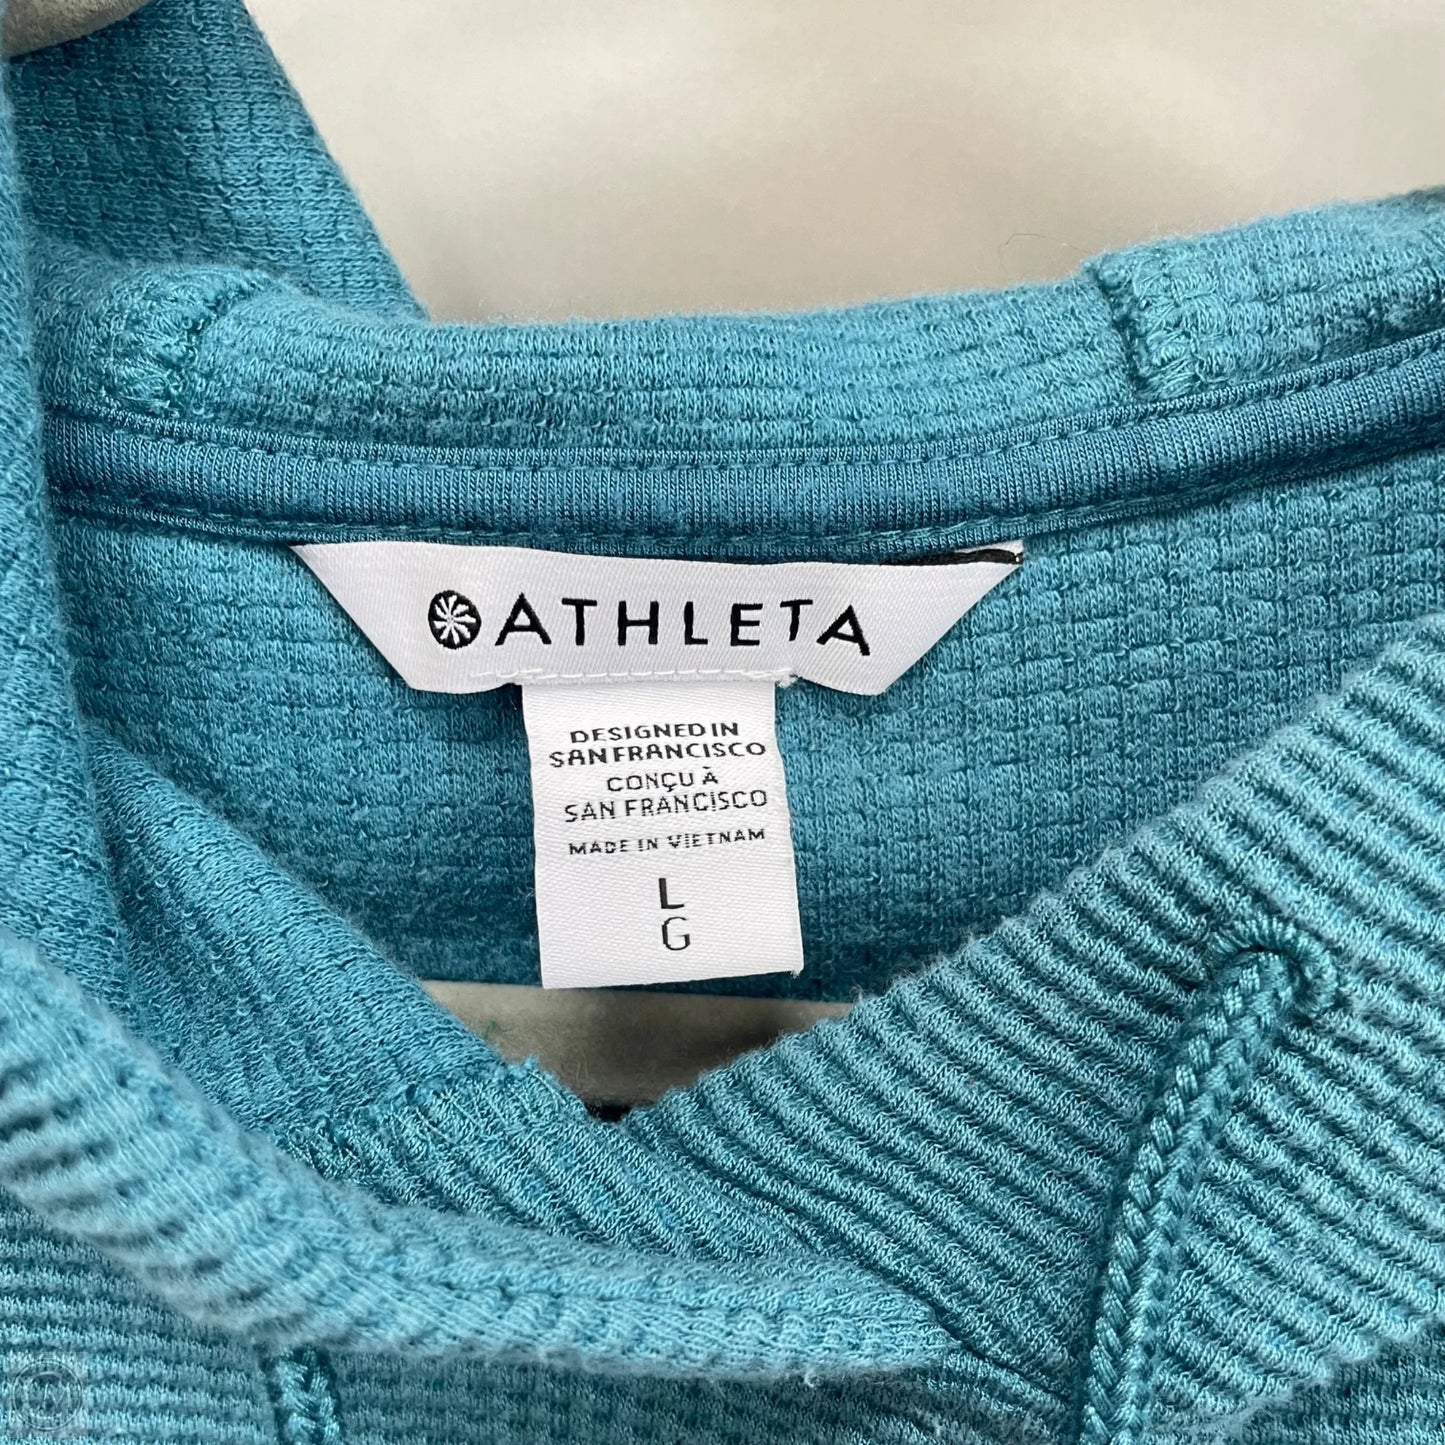 ATHLETA
DESIGNED IN
SAN FRANCISCO
CONÇU À
SAN FRANCISCO
MADE IN VIETNAM
L
G